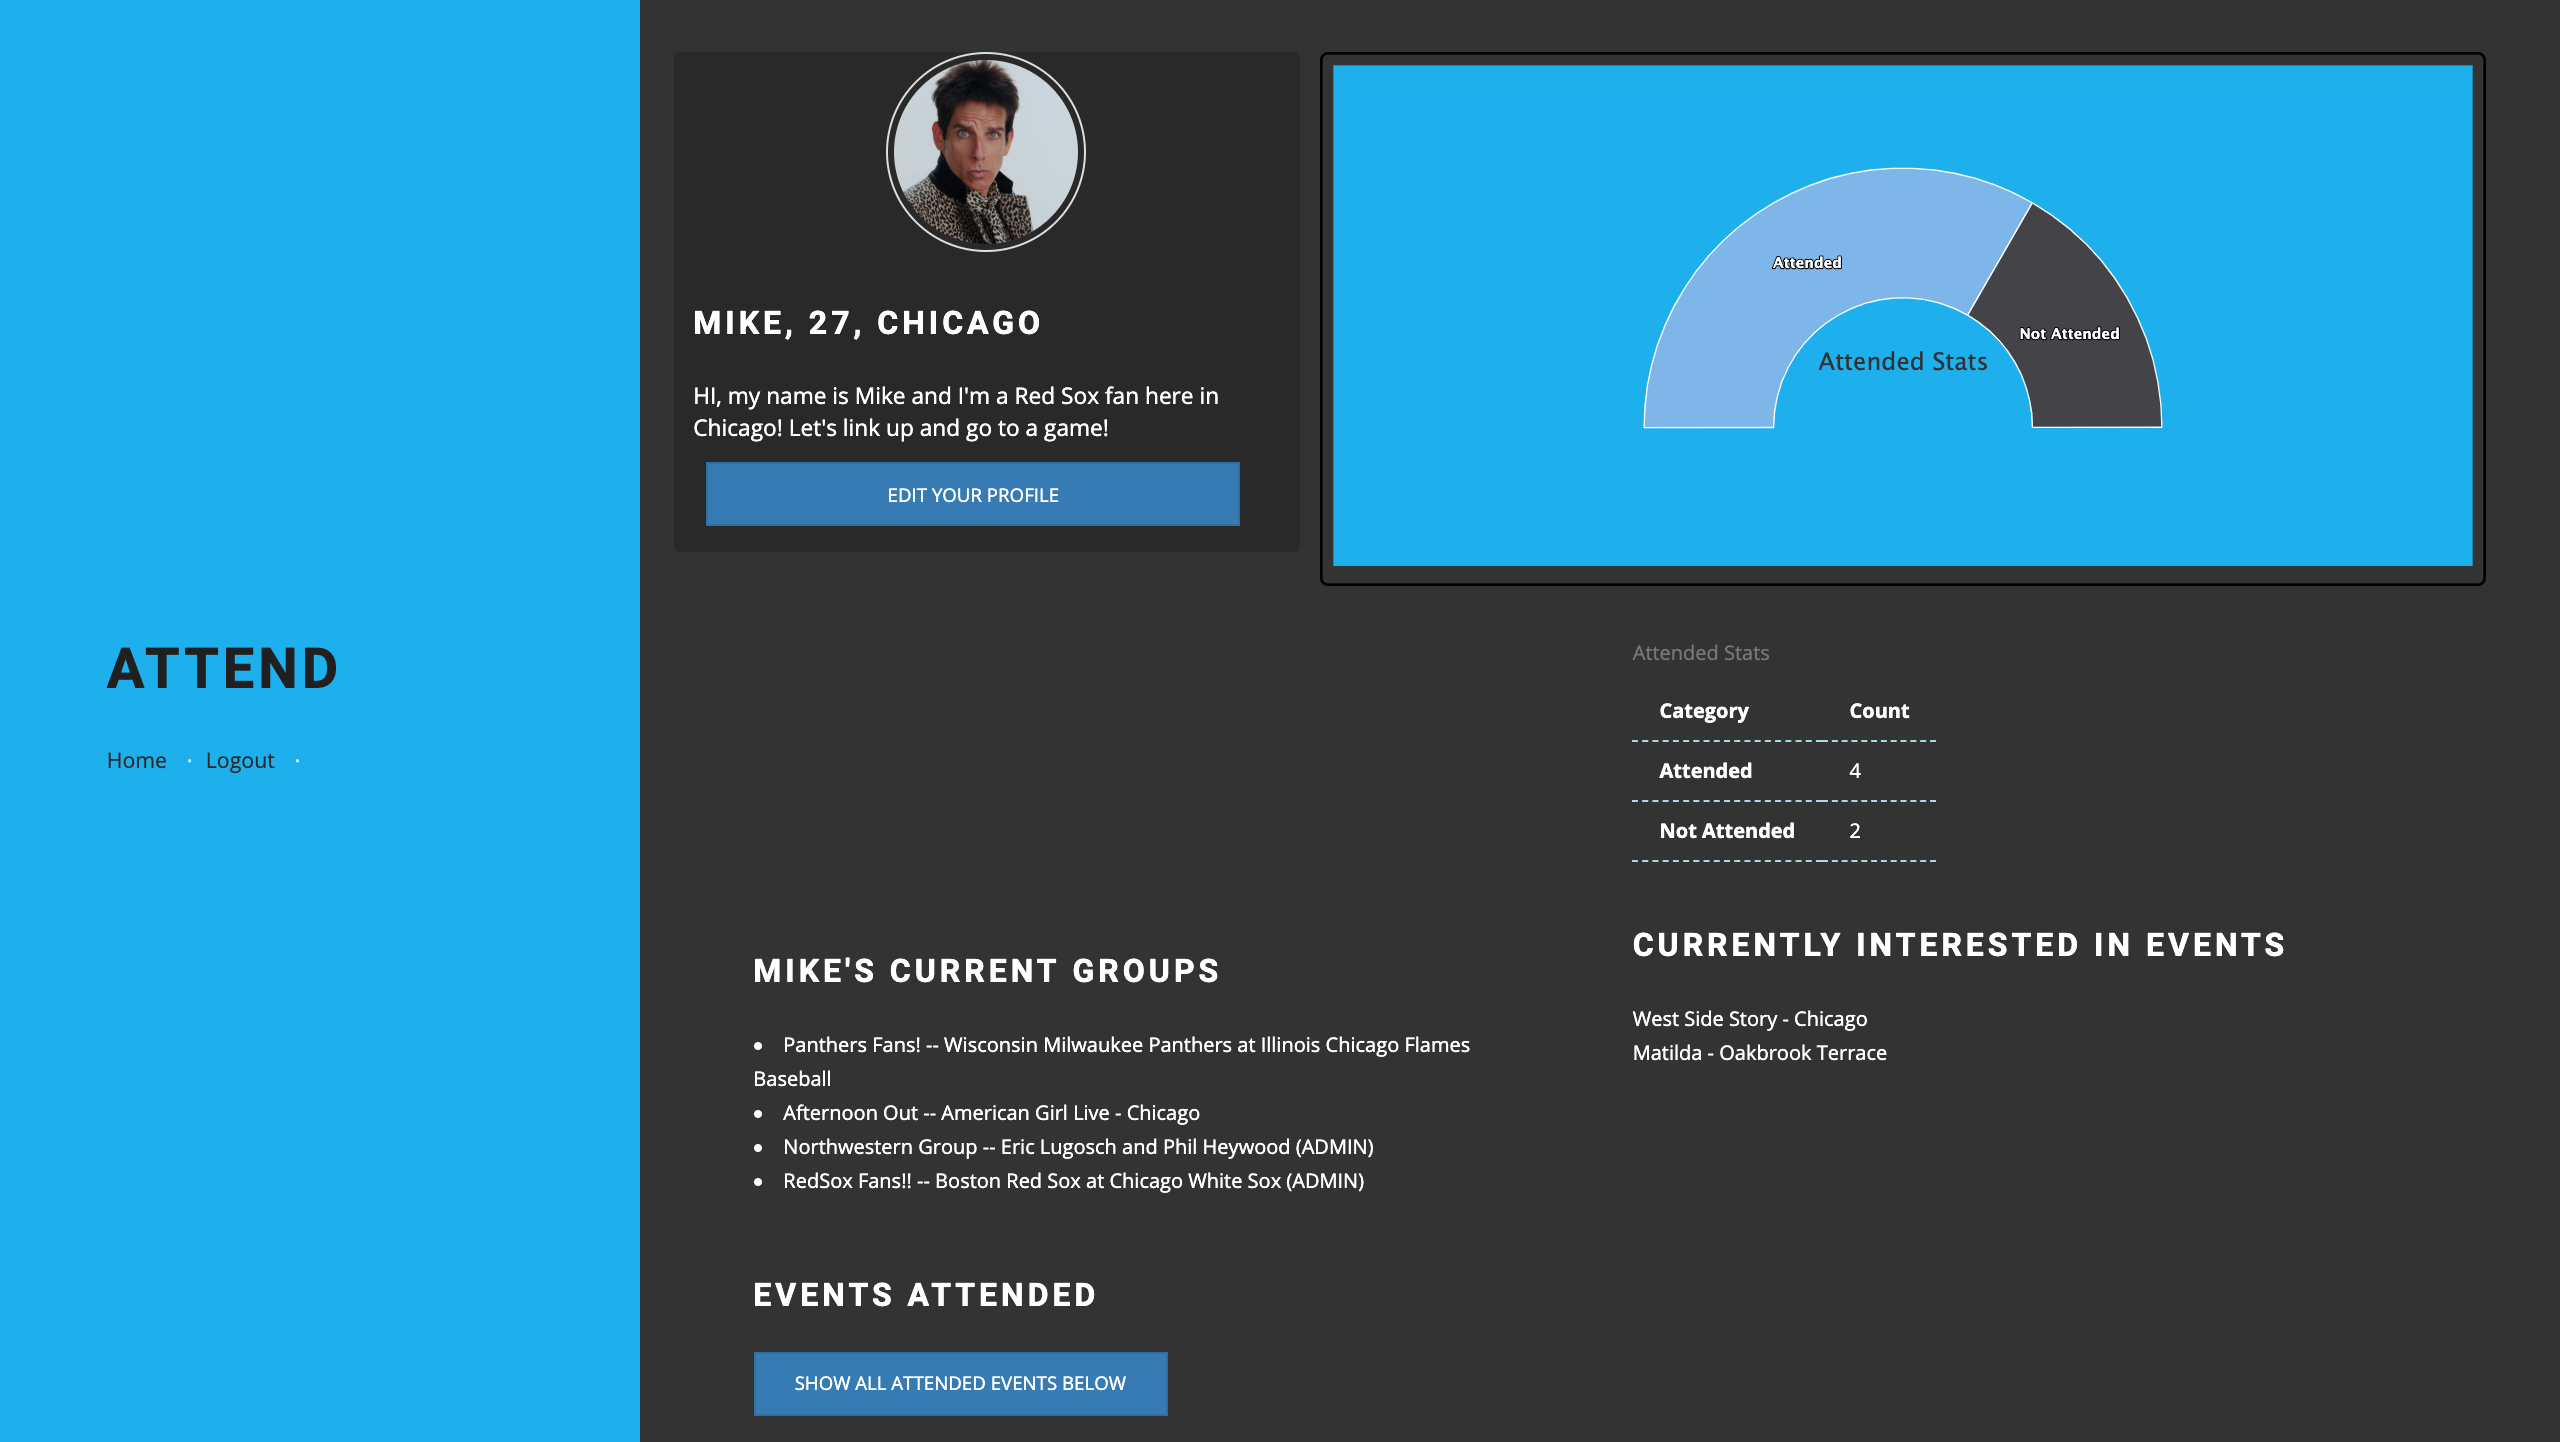 ATTEND
Home · Logout ·
MIKE, 27, CHICAGO
HI, my name is Mike and I'm a Red Sox fan here in
Chicago! Let's link up and go to a game!
EDIT YOUR PROFILE
Attended
Not Attended
Attended Stats
Attended Stats
Category Count
Attended 4
Not Attended 2
MIKE'S CURRENT GROUPS
● Panthers Fans! -- Wisconsin Milwaukee Panthers at Illinois Chicago Flames
Baseball
● Afternoon Out -- American Girl Live - Chicago
● Northwestern Group -- Eric Lugosch and Phil Heywood (ADMIN)
● RedSox Fans!! -- Boston Red Sox at Chicago White Sox (ADMIN)
CURRENTLY INTERESTED IN EVENTS
West Side Story - Chicago
Matilda - Oakbrook Terrace
EVENTS ATTENDED
SHOW ALL ATTENDED EVENTS BELOW